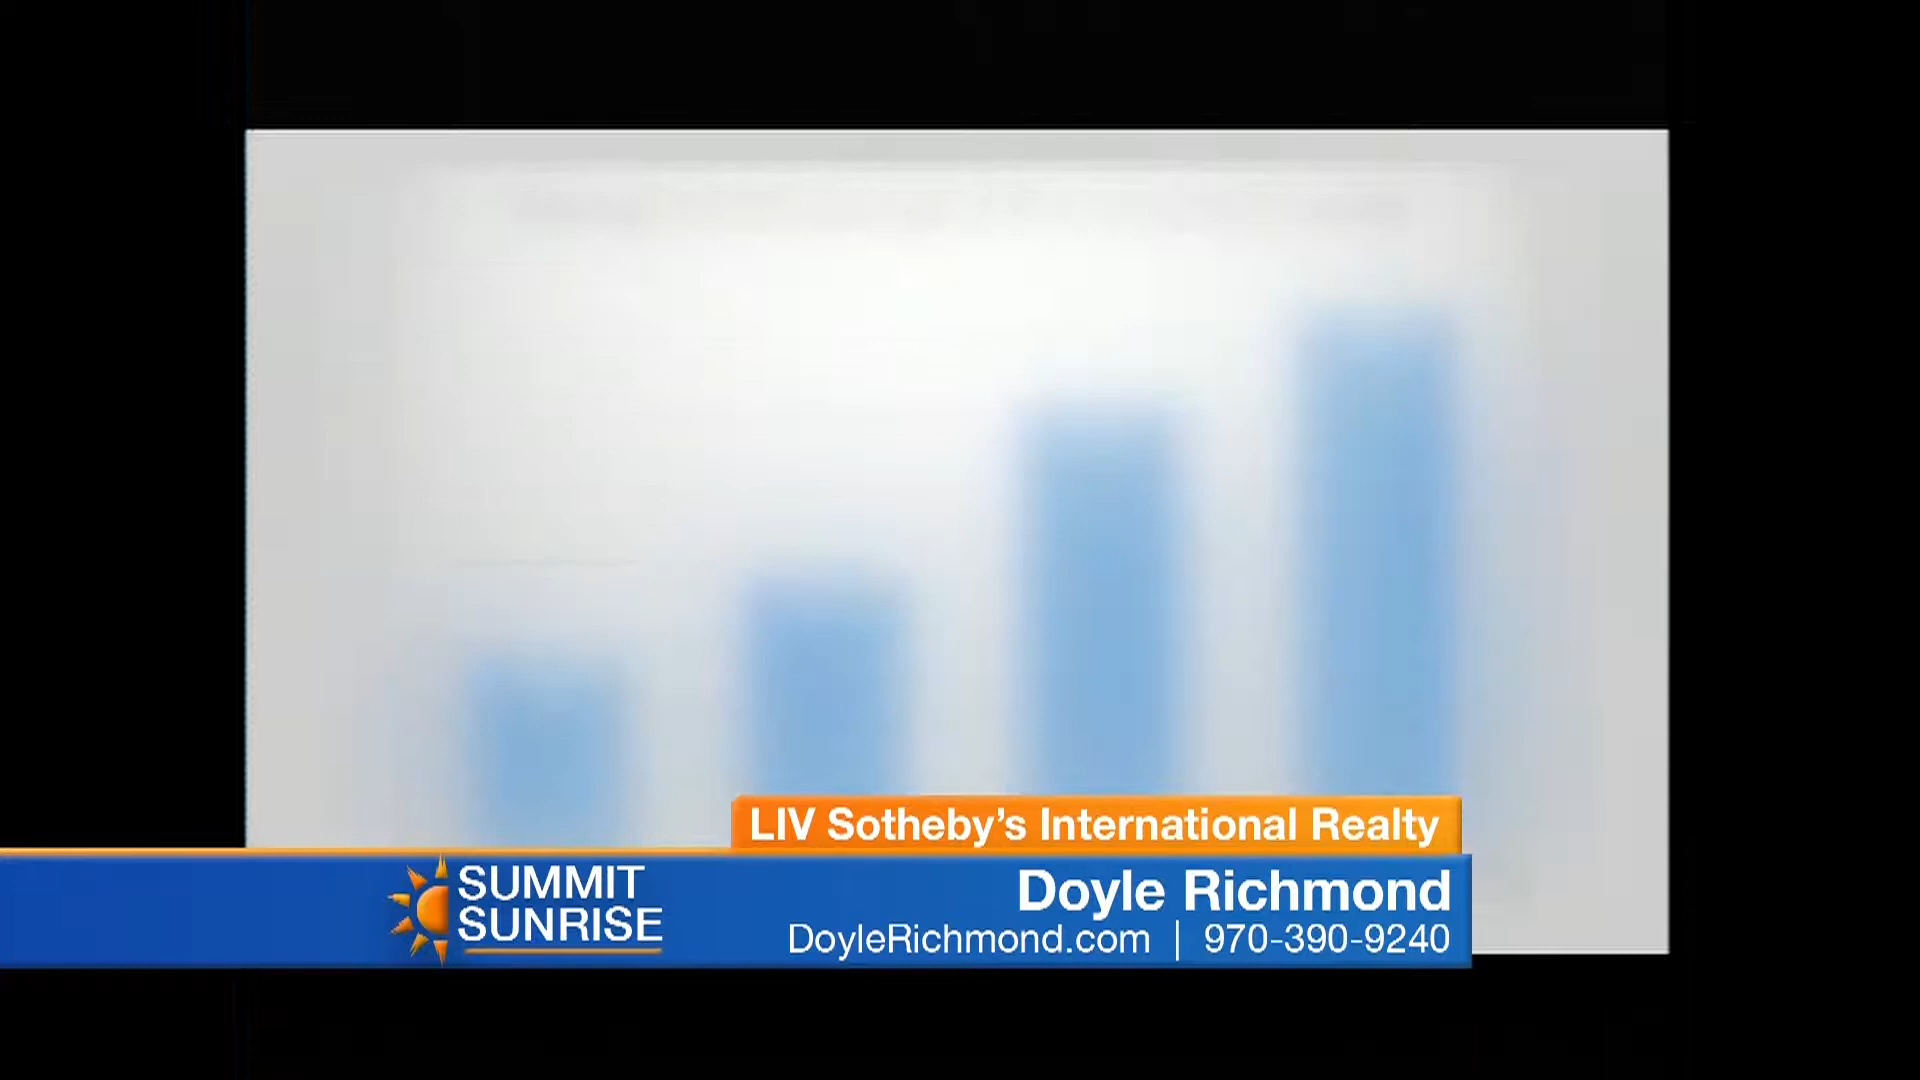 LIV Sotheby's International Realty
SUMMIT
SUNRISE
Doyle Richmond
DoyleRichmond.com | 970-390-9240